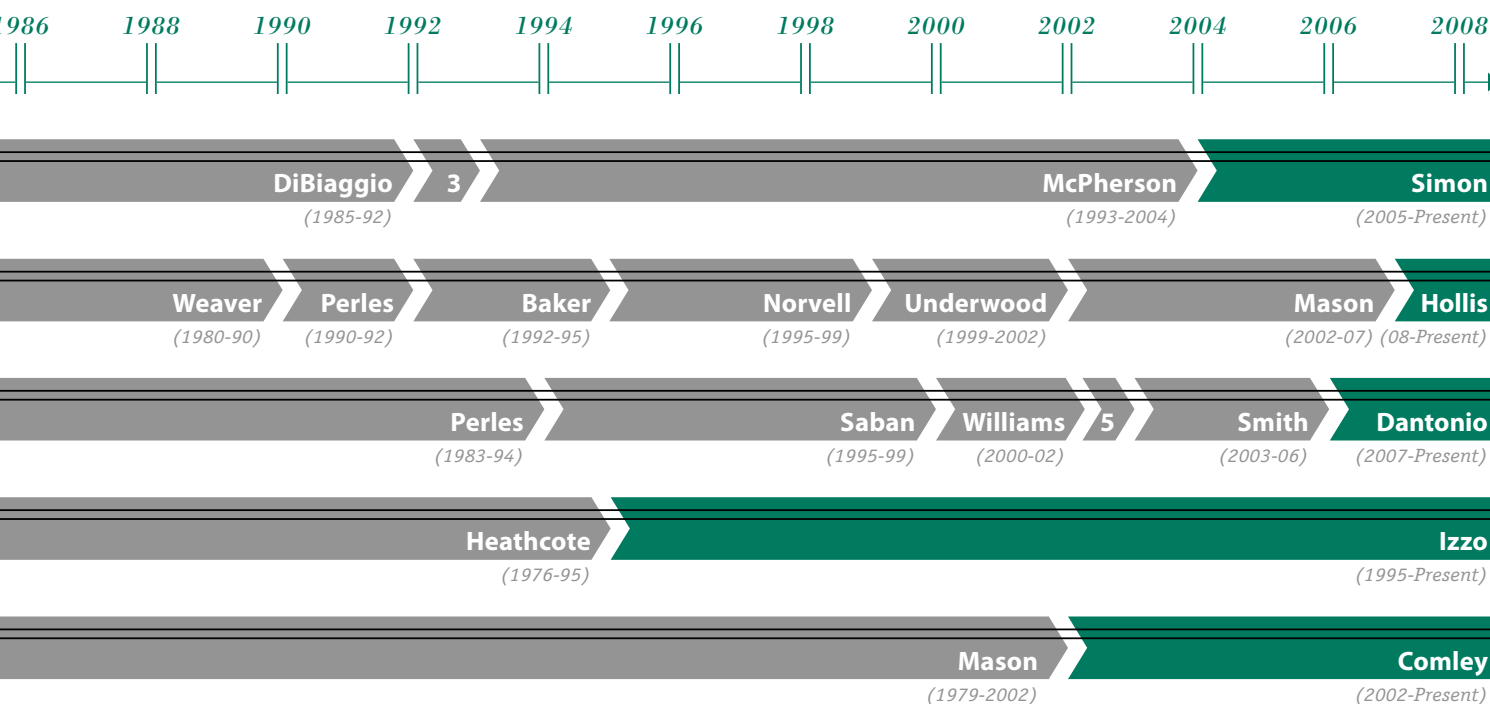 1986 1988 1990 1992 1994 1996 1998 2000 2002 2004 2006 2008
DiBiaggio 3 McPherson Simon
(1985-92) (1993-2004) (2005-Present)
Weaver Perles Baker Norvell Underwood Mason Hollis
(1980-90) (1990-92) (1992-95) (1995-99) (1999-2002) (2002-07) (08-Present)
Perles Saban Williams 5 Smith Dantonio
(1983-94) (1995-99) (2000-02) (2003-06) (2007-Present)
Heathcote Izzo
(1976-95) (1995-Present)
Mason Comley
(1979-2002) (2002-Present)